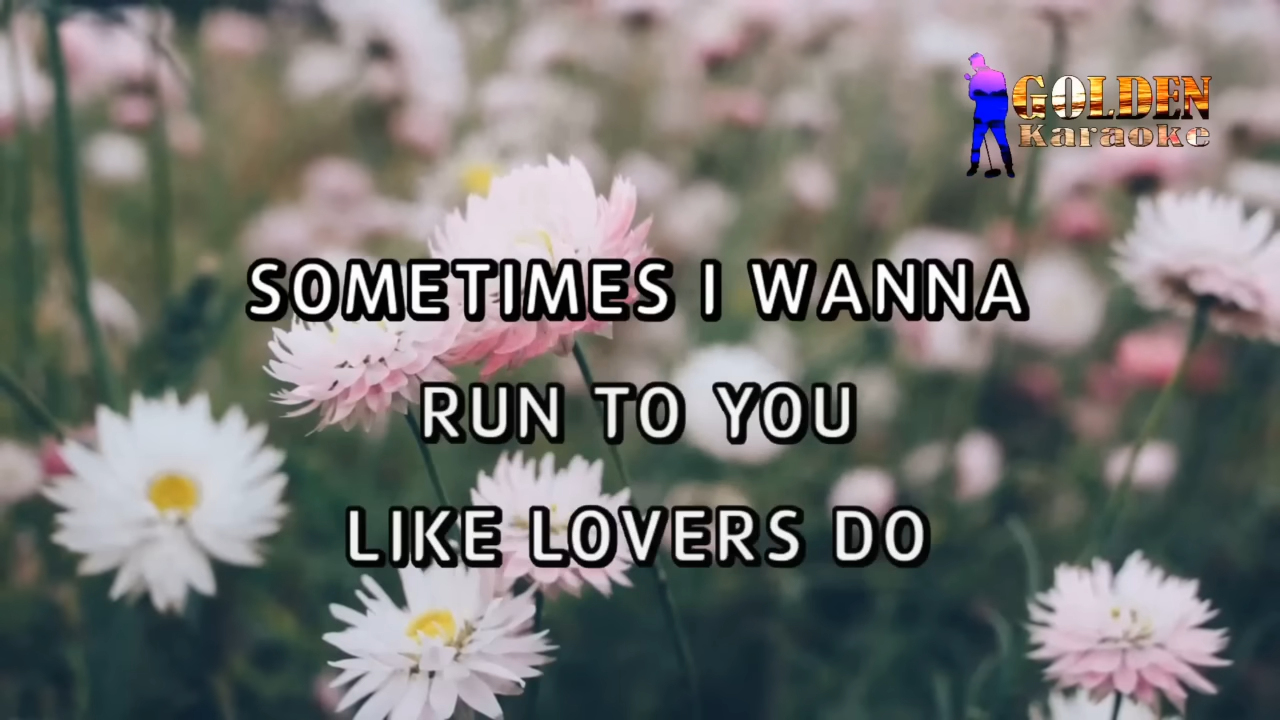 GOLDEN
Karaoke
SOMETIMES I WANNA
RUN TO YOU
LIKE LOVERS DO